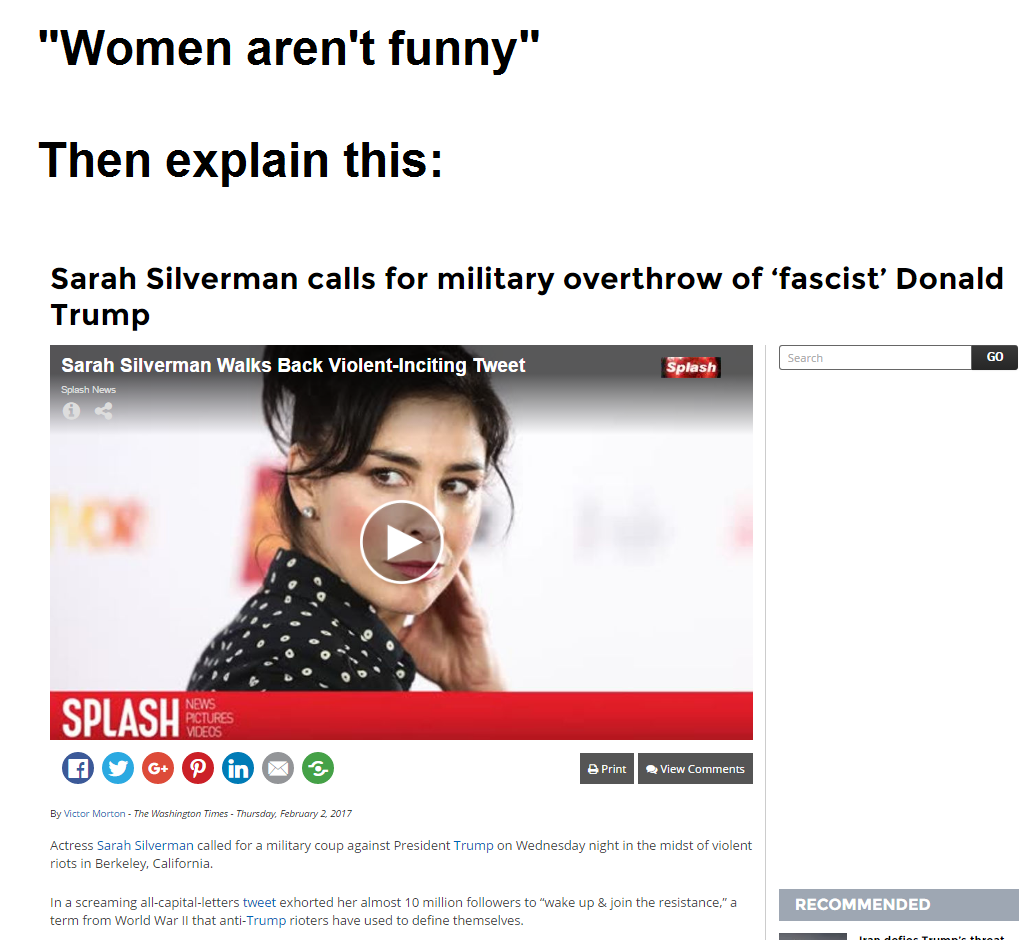 "Women aren't funny"
Then explain this:
Sarah Silverman calls for military overthrow of ‘fascist’ Donald
Trump
Sarah Silverman Walks Back Violent-Inciting Tweet
Splash
Splash News
Search
GO
SPLASH
NEWS
PICTURES
VIDEOS
Print
View Comments
By Victor Morton - The Washington Times - Thursday, February 2, 2017
Actress Sarah Silverman called for a military coup against President Trump on Wednesday night in the midst of violent
riots in Berkeley, California.
In a screaming all-capital-letters tweet exhorted her almost 10 million followers to “wake up & join the resistance,” a
term from World War II that anti-Trump rioters have used to define themselves.
RECOMMENDED
Iran defies Trump's threat